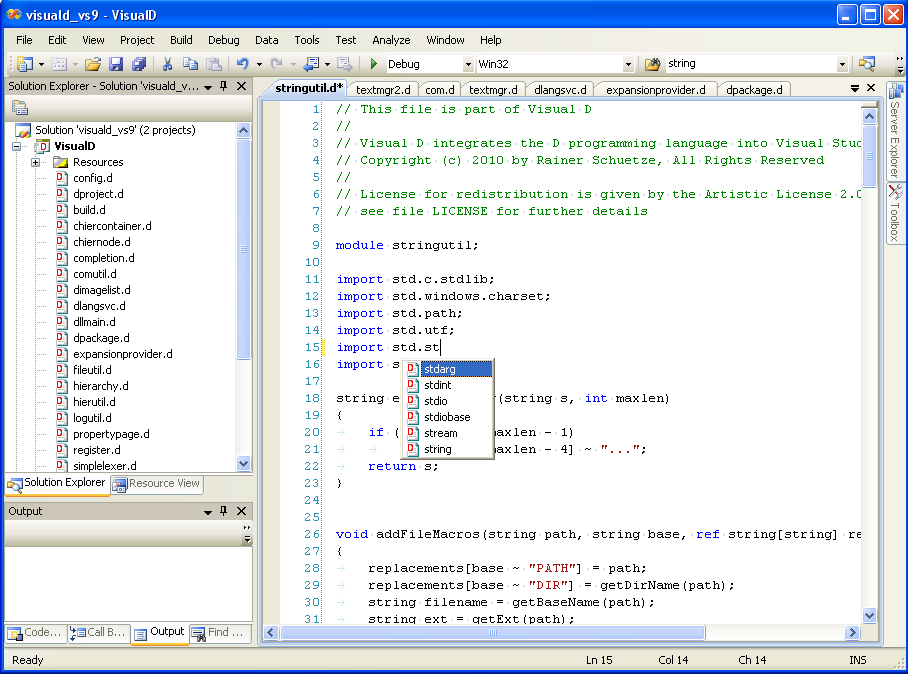 visuald_vs9 - VisualD
File Edit View Project Build Debug Data Tools Test Analyze Window Help
Debug Win32 string
Solution Explorer - Solution 'visuald_...
stringutil.d* textmgr2.d com.d textmgr.d dlangsvc.d expansionprovider.d dpackage.d
Solution 'visuald_vs9' (2 projects)
VisualD
Resources
config.d
dproject.d
build.d
chiercontainer.d
chiernode.d
completion.d
comutil.d
dimagelist.d
dlangsvc.d
dllmain.d
dpackage.d
expansionprovider.d
fileutil.d
hierarchy.d
hierutil.d
logutil.d
propertypage.d
register.d
simplelexer.d
Solution Explorer Resource View
Output
Code... Call B... Output Find ...
1 // This file is part of Visual D
2 //
3 // Visual D integrates the D programming language into Visual Stud
4 // Copyright (c) 2010 by Rainer Schuetze, All Rights Reserved
5 //
6 // License for redistribution is given by the Artistic License 2.0
7 // see file LICENSE for further details
8
9 module stringutil;
10
11 import std.c.stdlib;
12 import std.windows.charset;
13 import std.path;
14 import std.utf;
15 import std.st
16 import s
17
18 string e r(string s, int maxlen)
19 {
20 if ( maxlen - 1)
21 maxlen - 4] ~ "...";
22 return s;
23 }
24
25
26 void addFileMacros(string path, string base, ref string[string] re
27 {
28 replacements[base ~ "PATH"] = path;
29 replacements[base ~ "DIR"] = getDirName(path);
30 string filename = getBaseName(path);
31 string ext = getExt(path);
stdarg
stdint
stdio
stdiobase
stream
string
Server Explorer
Toolbox
Ready Ln 15 Col 14 Ch 14 INS